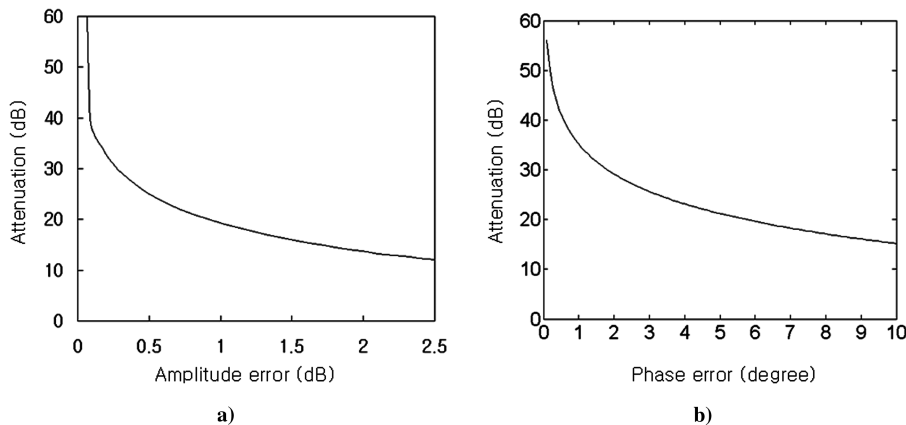 60
50
40
30
20
10
0
Attenuation (dB)
0 0.5 1 1.5 2 2.5
Amplitude error (dB)
a)
60
50
40
30
20
10
0
Attenuation (dB)
0 1 2 3 4 5 6 7 8 9 10
Phase error (degree)
b)